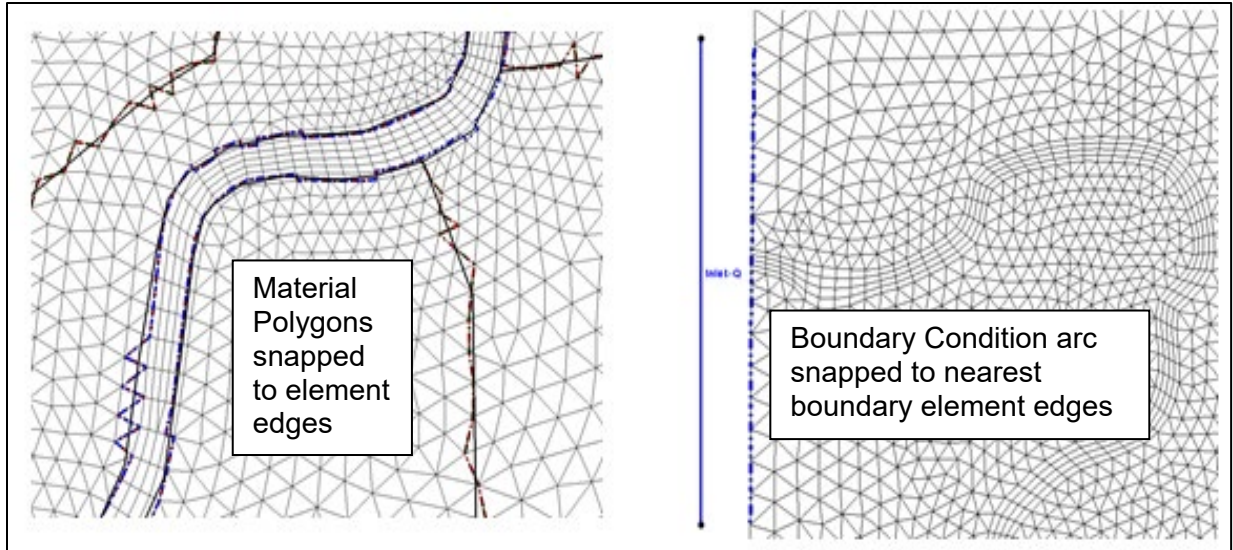 Material
Polygons
snapped
to element
edges
Inlet-Q
Boundary Condition arc
snapped to nearest
boundary element edges